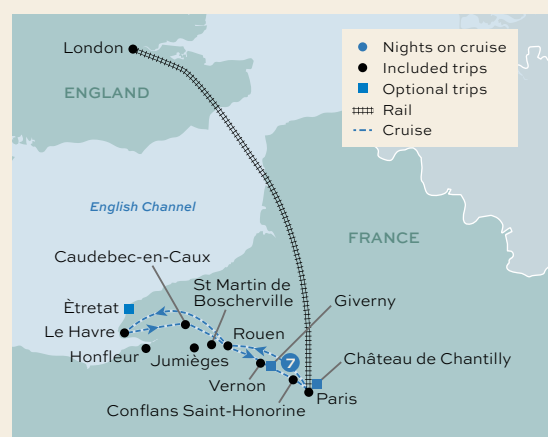 London
ENGLAND
Nights on cruise
Included trips
Optional trips
Rail
Cruise
English Channel
FRANCE
Caudebec-en-Caux
St Martin de
Boscherville
Giverny
Ètretat
Le Havre
Rouen
Honfleur
Jumièges
7
Château de Chantilly
Vernon
Paris
Conflans Saint-Honorine